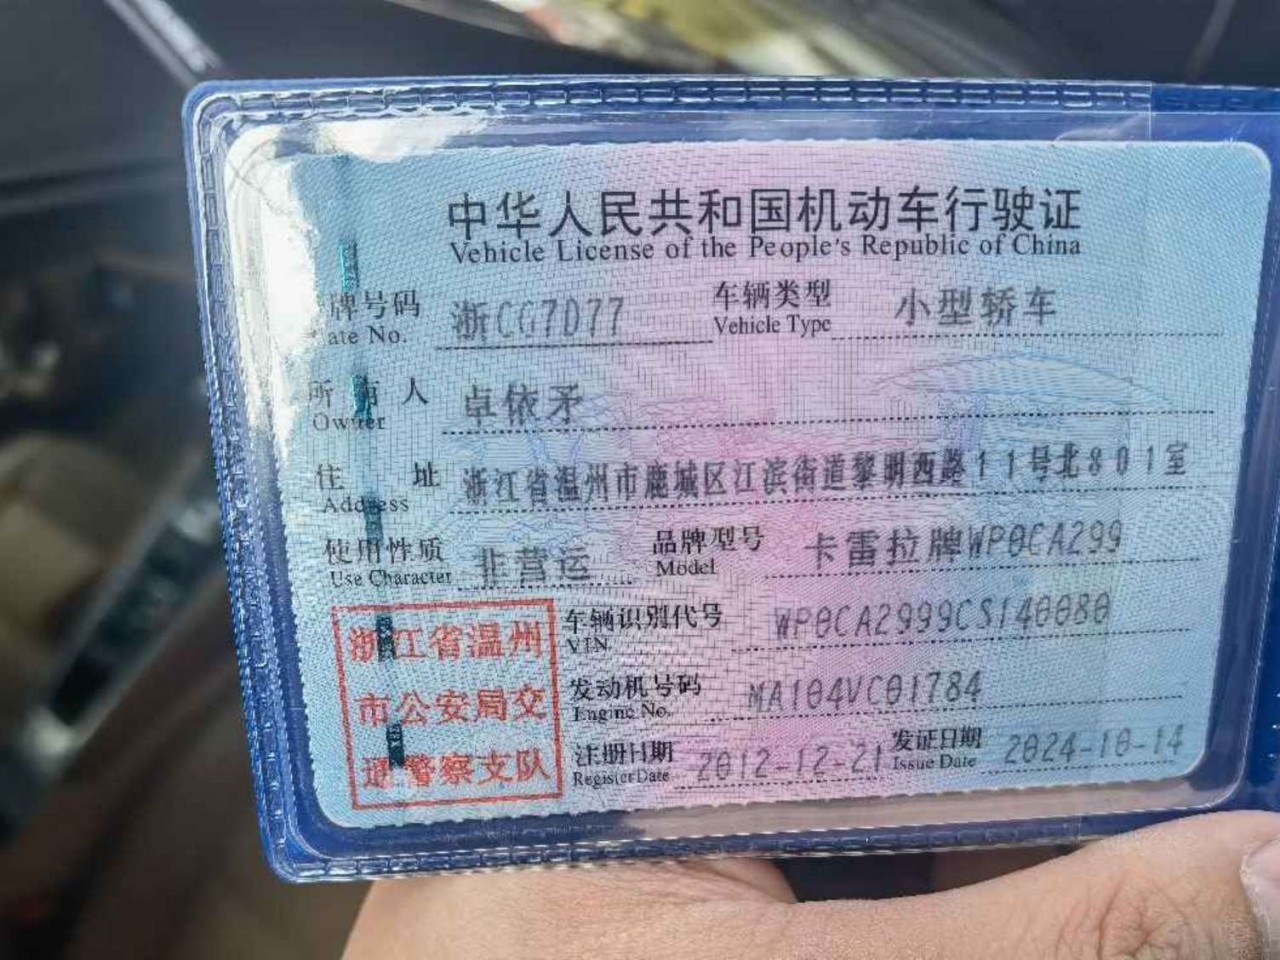 中华人民共和国机动车行驶证
Vehicle License of the People's Republic of China
牌号码 浙CG7D77 车辆类型 小型轿车
ate No. Vehicle Type
所有人 卓依矛
Owner
住址 浙江省温州市鹿城区江滨街道黎明西路11号北801室
Address
使用性质 非营运 品牌型号 卡雷拉牌WP0CA299
Use Character Model
浙江省温州
市公安局交
通警察支队
车辆识别代号 WP0CA2999CS140080
VIN
发动机号码 MA104VC01784
Engine No.
注册日期 2012-12-21 发证日期 2024-10-14
Register Date Issue Date